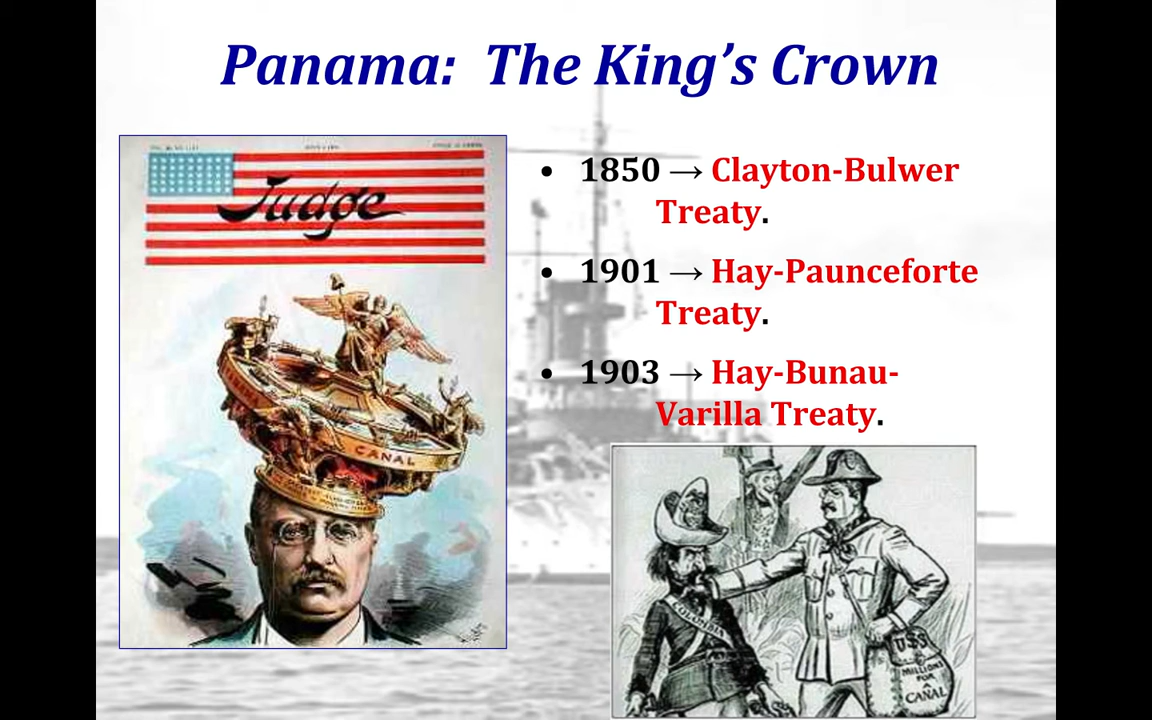 Panama: The King's Crown
Judge
CANAL
• 1850 → Clayton-Bulwer
Treaty.
• 1901 → Hay-Paunceforte
Treaty.
• 1903 → Hay-Bunau-
Varilla Treaty.
COLOMBIA
U$S
MILLIONS
FOR
A
CANAL